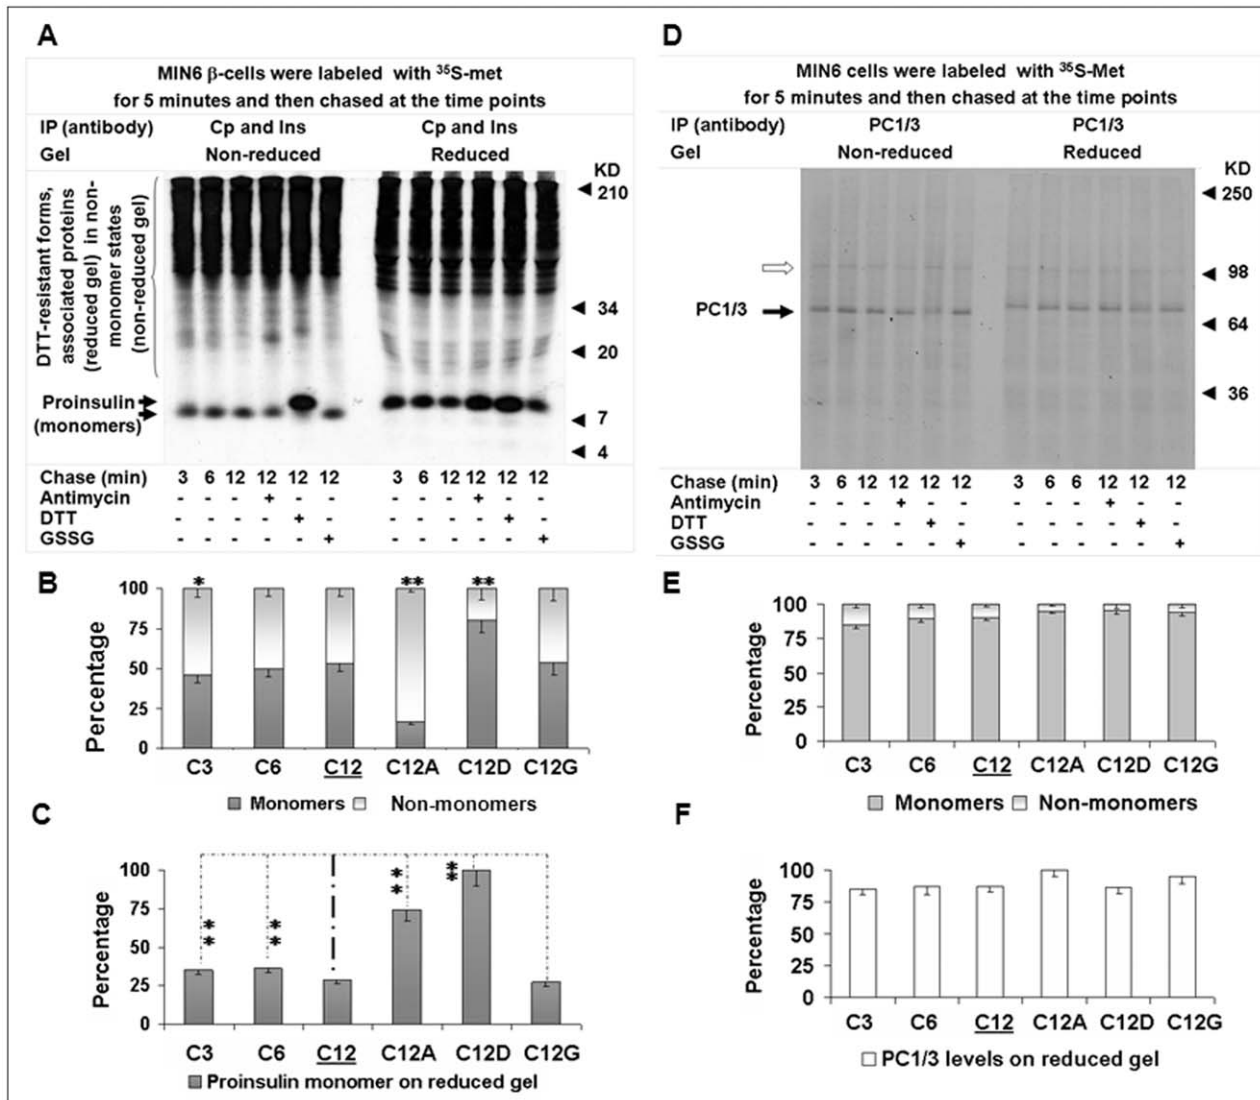 A
MIN6 β-cells were labeled with ³⁵S-met
for 5 minutes and then chased at the time points
IP (antibody) Cp and Ins Cp and Ins
Gel Non-reduced Reduced
KD
210
34
20
7
4
DTT-resistant forms,
associated proteins
(reduced gel) in non-
monomer states
(non-reduced gel)
Proinsulin
(monomers)
Chase (min) 3 6 12 12 12 12 3 6 12 12 12 12
Antimycin - - - + - - - - - + - -
DTT - - - - + - - - - - + -
GSSG - - - - - + - - - - - +
B
Percentage
100
75
50
25
0
* ** **
C3 C6 C12 C12A C12D C12G
Monomers Non-monomers
C
Percentage
100
75
50
25
0
** ** ** **
C3 C6 C12 C12A C12D C12G
Proinsulin monomer on reduced gel
D
MIN6 cells were labeled with ³⁵S-Met
for 5 minutes and then chased at the time points
IP (antibody) PC1/3 PC1/3
Gel Non-reduced Reduced
KD
250
98
64
36
PC1/3
Chase (min) 3 6 12 12 12 12 3 6 6 12 12 12
Antimycin - - - + - - - - - + - -
DTT - - - - + - - - - - + -
GSSG - - - - - + - - - - - +
E
Percentage
100
75
50
25
0
C3 C6 C12 C12A C12D C12G
Monomers Non-monomers
F
Percentage
100
75
50
25
0
C3 C6 C12 C12A C12D C12G
PC1/3 levels on reduced gel